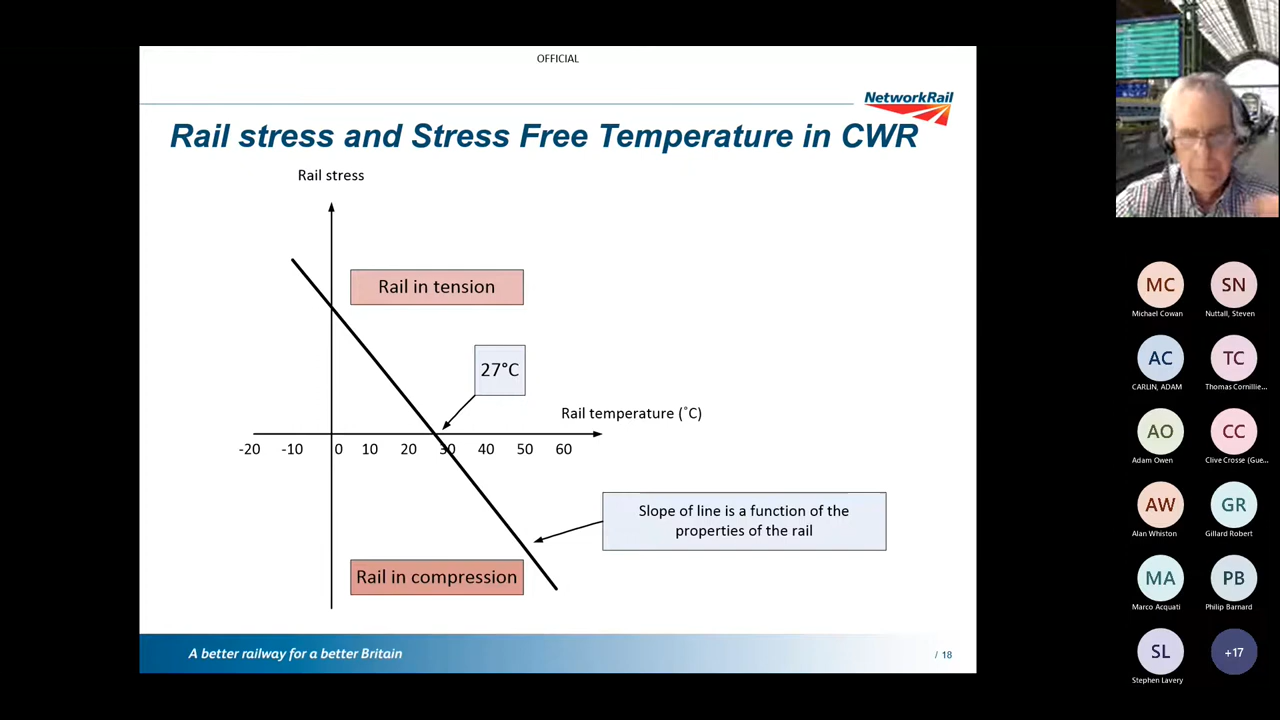 OFFICIAL
NetworkRail
Rail stress and Stress Free Temperature in CWR
Rail stress
Rail in tension
27°C
Rail temperature (˚C)
-20 -10 0 10 20 30 40 50 60
Slope of line is a function of the
properties of the rail
Rail in compression
A better railway for a better Britain
/ 18
MC
Michael Cowan
SN
Nuttall, Steven
AC
CARLIN, ADAM
TC
Thomas Cornillie...
AO
Adam Owen
CC
Clive Crosse (Gue...
AW
Alan Whiston
GR
Gillard Robert
MA
Marco Acquati
PB
Philip Barnard
SL
Stephen Lavery
+17